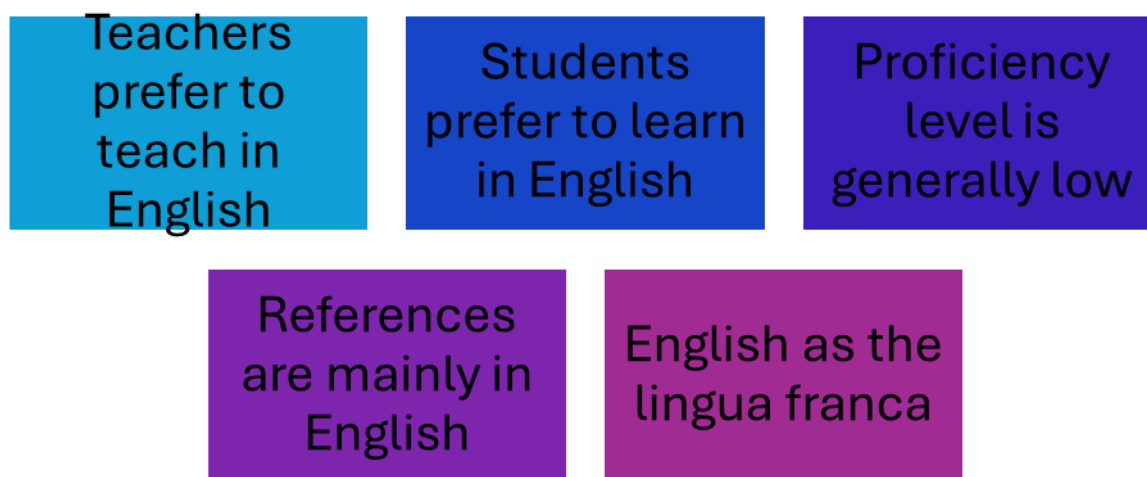 Teachers
prefer to
teach in
English
Students
prefer to learn
in English
Proficiency
level is
generally low
References
are mainly in
English
English as the
lingua franca